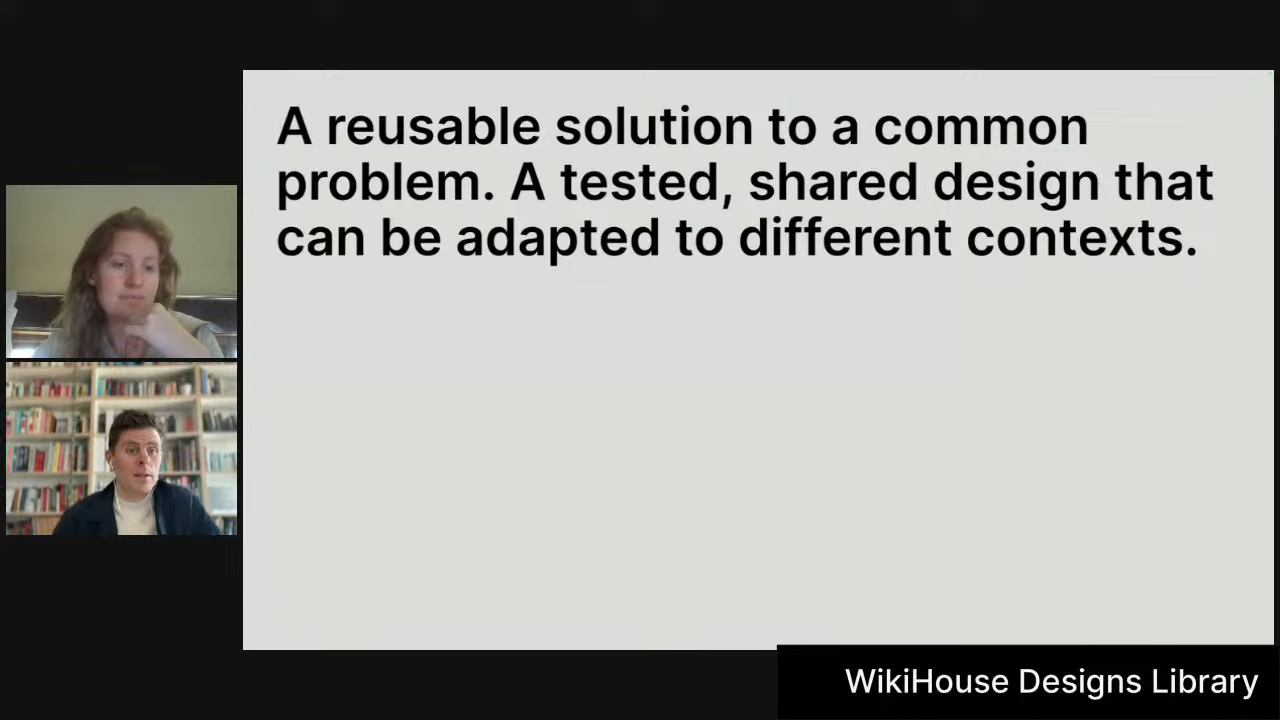 A reusable solution to a common
problem. A tested, shared design that
can be adapted to different contexts.
WikiHouse Designs Library